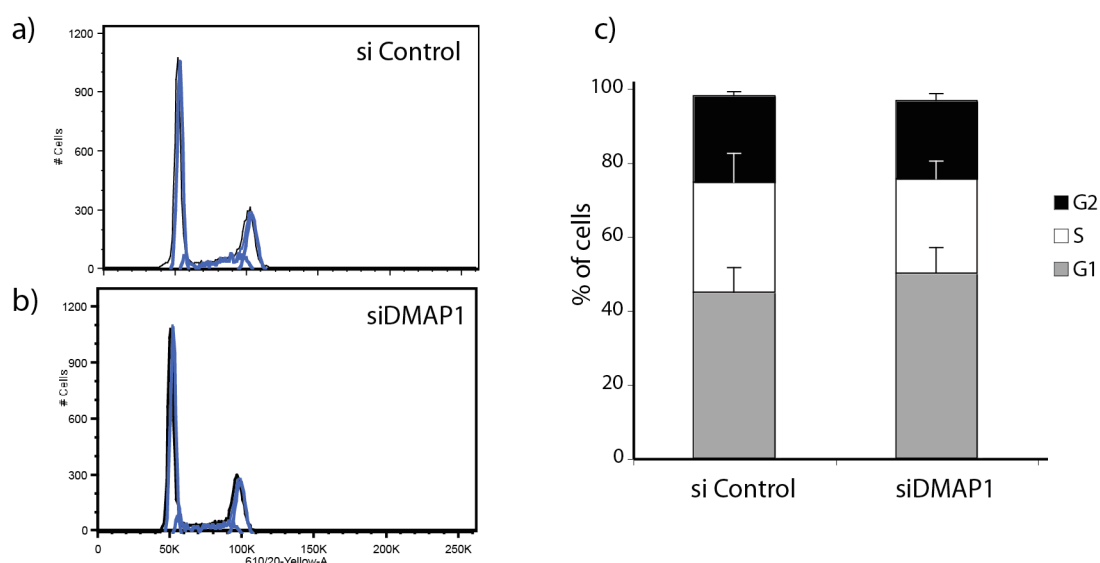 a)
si Control
1200
900
600
300
0
# Cells
b)
siDMAP1
1200
900
600
300
0
# Cells
0 50K 100K 150K 200K 250K
610/20-Yellow-A
c)
100
80
60
40
20
0
% of cells
si Control siDMAP1
G2
S
G1